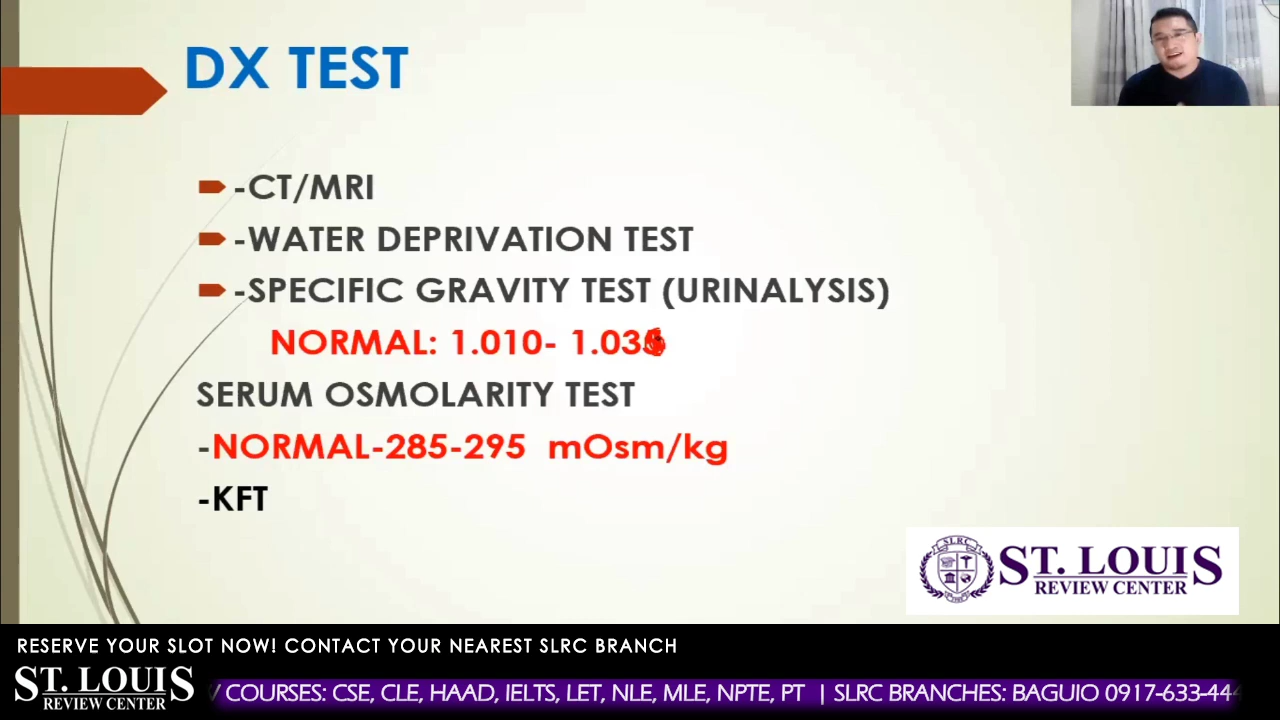 DX TEST
-CT/MRI
-WATER DEPRIVATION TEST
-SPECIFIC GRAVITY TEST (URINALYSIS)
NORMAL: 1.010-
SERUM OSMOLARITY TEST
-NORMAL-285-295 mOsm/kg
-KFT
SLRC
ST. LOUIS
REVIEW CENTER
RESERVE YOUR SLOT NOW! CONTACT YOUR NEAREST SLRC BRANCH
ST. LOUIS
REVIEW CENTER
COURSES: CSE, CLE, HAAD, IELTS, LET, NLE, MLE, NPTE, PT | SLRC BRANCHES: BAGUIO 0917-633-44